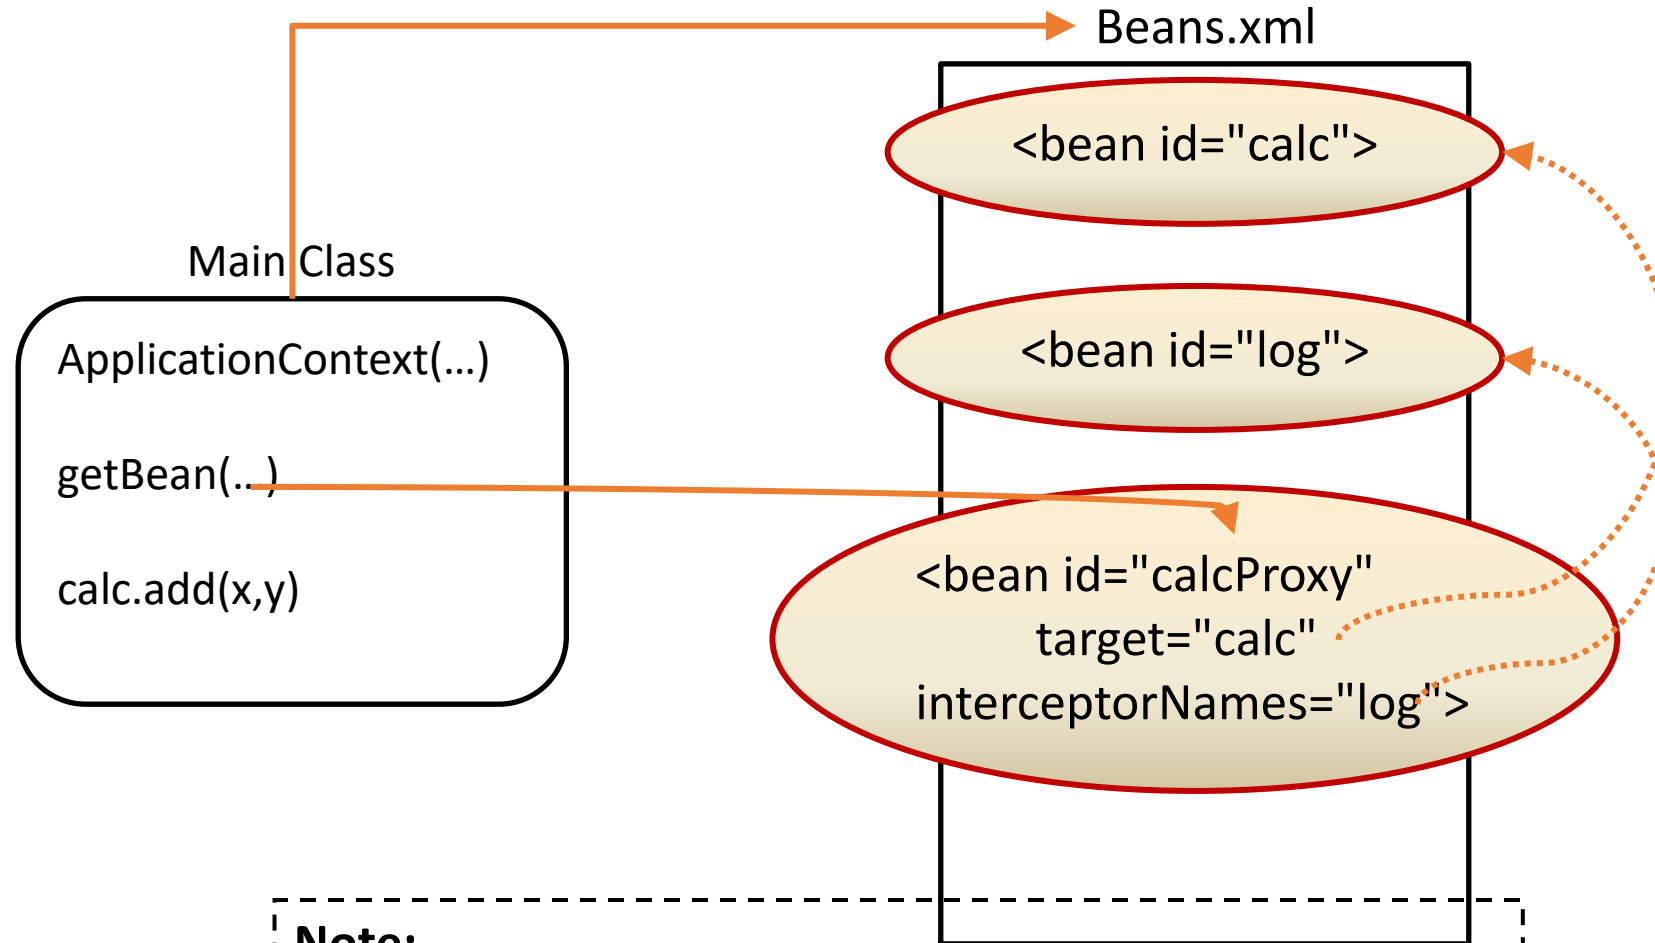 Beans.xml
<bean id="calc">
Main Class
ApplicationContext(...)
<bean id="log">
getBean(...)
calc.add(x,y)
<bean id="calcProxy"
target="calc"
interceptorNames="log">
Note: